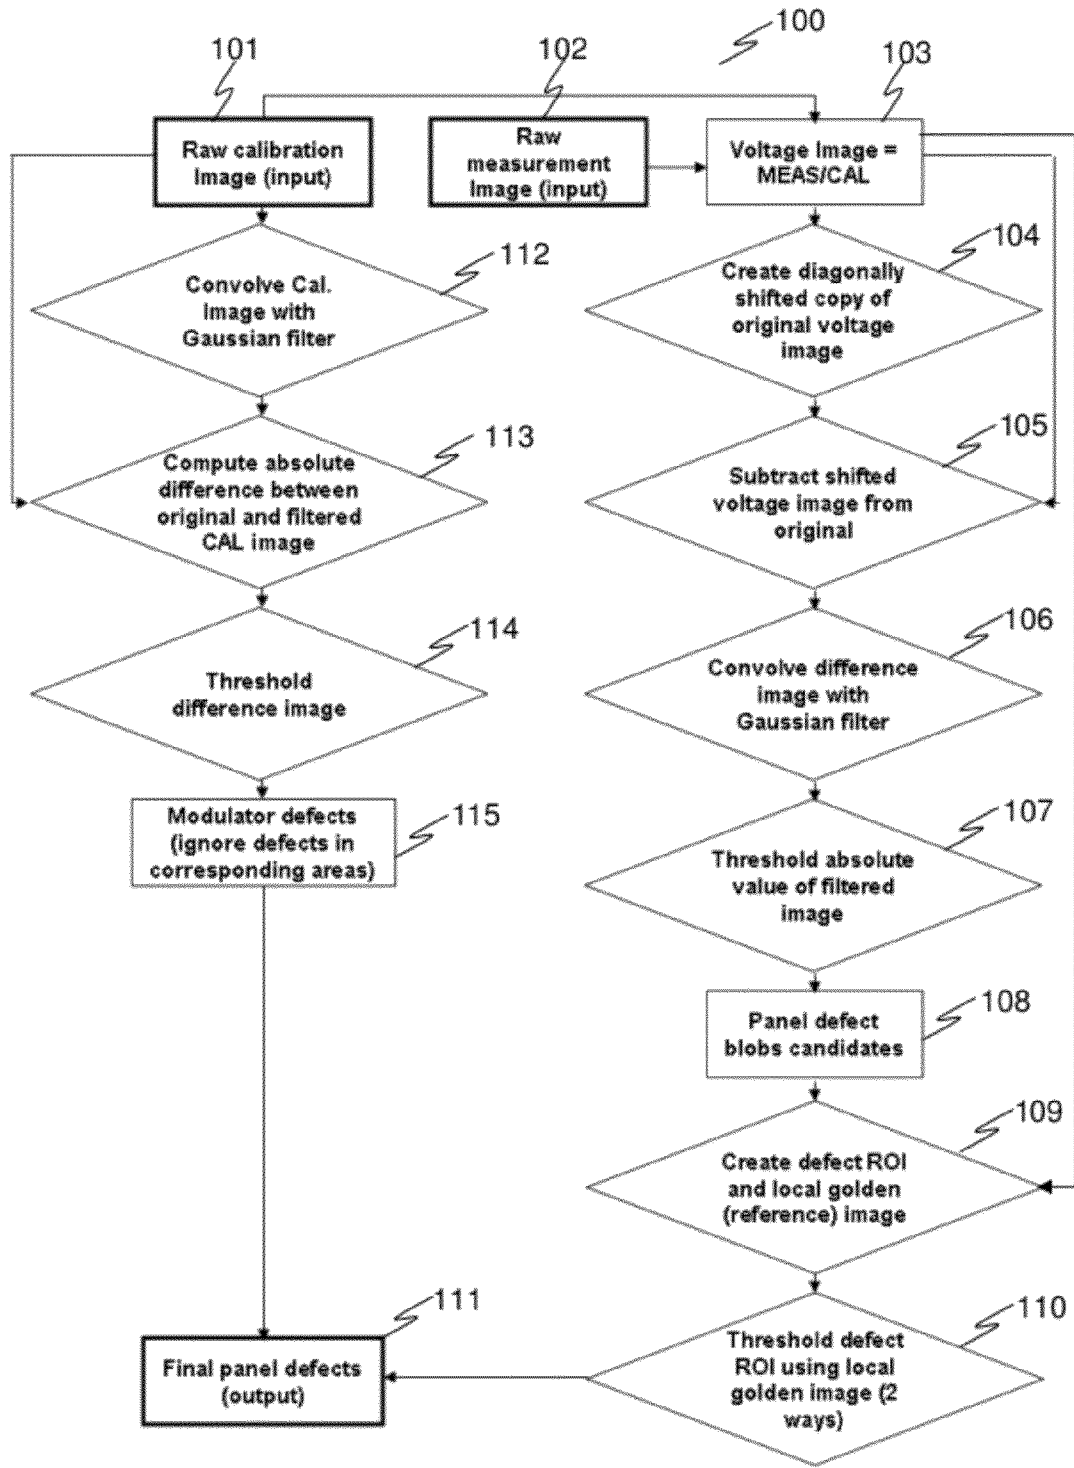 100
101
102
103
Raw calibration
Image (input)
Raw
measurement
Image (input)
Voltage Image =
MEAS/CAL
112
Convolve Cal.
Image with
Gaussian filter
104
Create diagonally
shifted copy of
original voltage
image
113
Compute absolute
difference between
original and filtered
CAL image
105
Subtract shifted
voltage image from
original
114
Threshold
difference image
106
Convolve difference
image with
Gaussian filter
115
Modulator defects
(ignore defects in
corresponding areas)
107
Threshold absolute
value of filtered
image
108
Panel defect
blobs candidates
109
Create defect ROI
and local golden
(reference) image
111
Final panel defects
(output)
110
Threshold defect
ROI using local
golden image (2
ways)